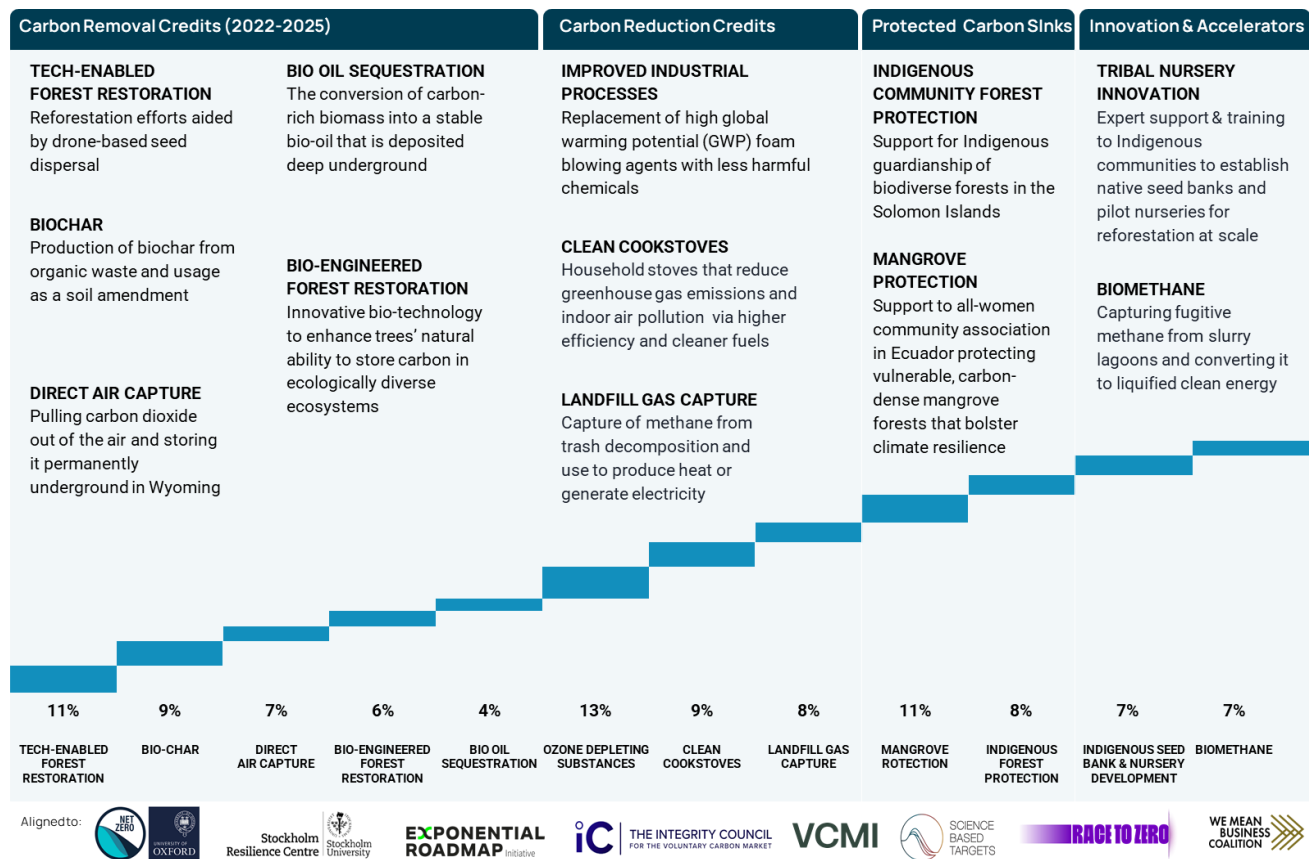 Carbon Removal Credits (2022-2025)
TECH-ENABLED
FOREST RESTORATION
Reforestation efforts aided
by drone-based seed
dispersal
BIOCHAR
Production of biochar from
organic waste and usage
as a soil amendment
DIRECT AIR CAPTURE
Pulling carbon dioxide
out of the air and storing
it permanently
underground in Wyoming
BIO OIL SEQUESTRATION
The conversion of carbon-
rich biomass into a stable
bio-oil that is deposited
deep underground
BIO-ENGINEERED
FOREST RESTORATION
Innovative bio-technology
to enhance trees’ natural
ability to store carbon in
ecologically diverse
ecosystems
Carbon Reduction Credits
IMPROVED INDUSTRIAL
PROCESSES
Replacement of high global
warming potential (GWP) foam
blowing agents with less harmful
chemicals
CLEAN COOKSTOVES
Household stoves that reduce
greenhouse gas emissions and
indoor air pollution via higher
efficiency and cleaner fuels
LANDFILL GAS CAPTURE
Capture of methane from
trash decomposition and
use to produce heat or
generate electricity
Protected Carbon SInks
INDIGENOUS
COMMUNITY FOREST
PROTECTION
Support for Indigenous
guardianship of
biodiverse forests in the
Solomon Islands
MANGROVE
PROTECTION
Support to all-women
community association
in Ecuador protecting
vulnerable, carbon-
dense mangrove
forests that bolster
climate resilience
Innovation & Accelerators
TRIBAL NURSERY
INNOVATION
Expert support & training
to Indigenous
communities to establish
native seed banks and
pilot nurseries for
reforestation at scale
BIOMETHANE
Capturing fugitive
methane from slurry
lagoons and converting it
to liquified clean energy
11%
TECH-ENABLED
FOREST
RESTORATION
9%
BIO-CHAR
7%
DIRECT
AIR CAPTURE
6%
BIO-ENGINEERED
FOREST
RESTORATION
4%
BIO OIL
SEQUESTRATION
13%
OZONE DEPLETING
SUBSTANCES
9%
CLEAN
COOKSTOVES
8%
LANDFILL GAS
CAPTURE
11%
MANGROVE
ROTECTION
8%
INDIGENOUS
FOREST
PROTECTION
7%
INDIGENOUS SEED
BANK & NURSERY
DEVELOPMENT
7%
BIOMETHANE
Aligned to:
NET
ZERO
UNIVERSITY OF
OXFORD
Stockholm
Resilience Centre
Stockholm
University
EXPONENTIAL
ROADMAP Initiative
iC
THE INTEGRITY COUNCIL
FOR THE VOLUNTARY CARBON MARKET
VCMI
SCIENCE
BASED
TARGETS
RACE TO ZERO
WE MEAN
BUSINESS
COALITION